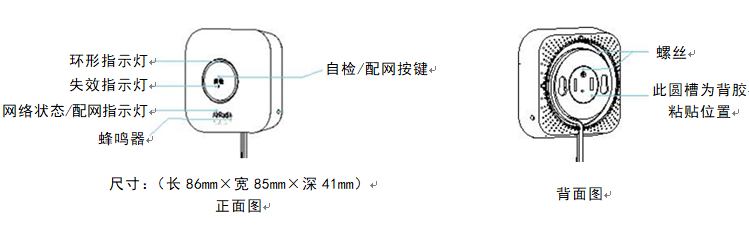 环形指示灯
失效指示灯
网络状态/配网指示灯
蜂鸣器
自检/配网按键
尺寸：（长 86mm×宽 85mm×深 41mm）
正面图
螺丝
此圆槽为背胶
粘贴位置
背面图